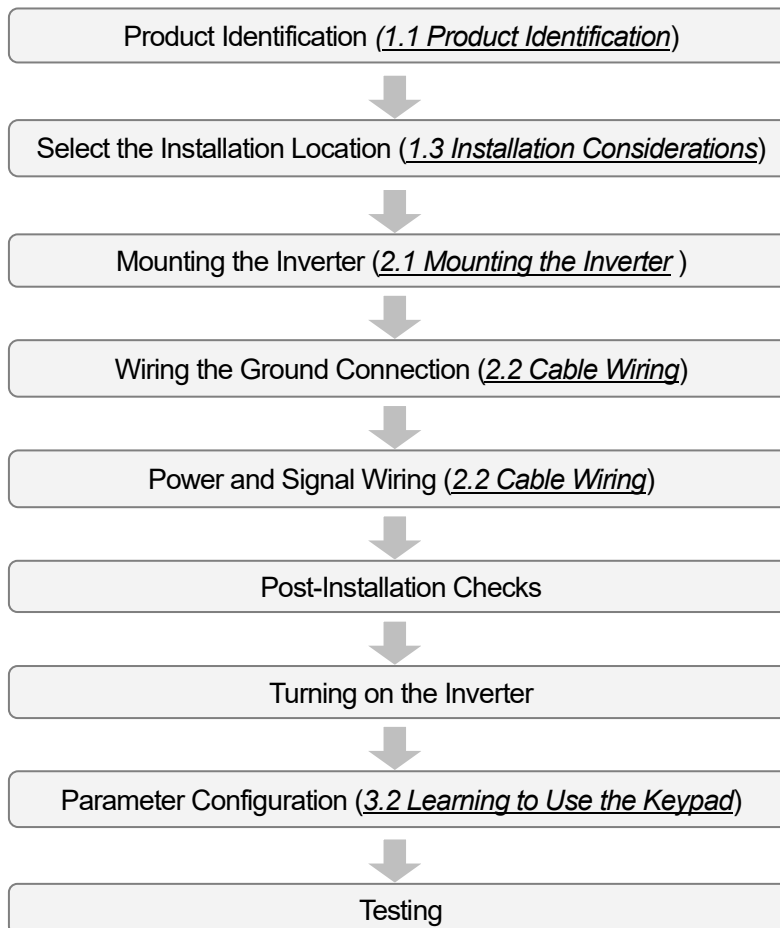 Product Identification (1.1 Product Identification)
Select the Installation Location (1.3 Installation Considerations)
Mounting the Inverter (2.1 Mounting the Inverter )
Wiring the Ground Connection (2.2 Cable Wiring)
Power and Signal Wiring (2.2 Cable Wiring)
Post-Installation Checks
Turning on the Inverter
Parameter Configuration (3.2 Learning to Use the Keypad)
Testing